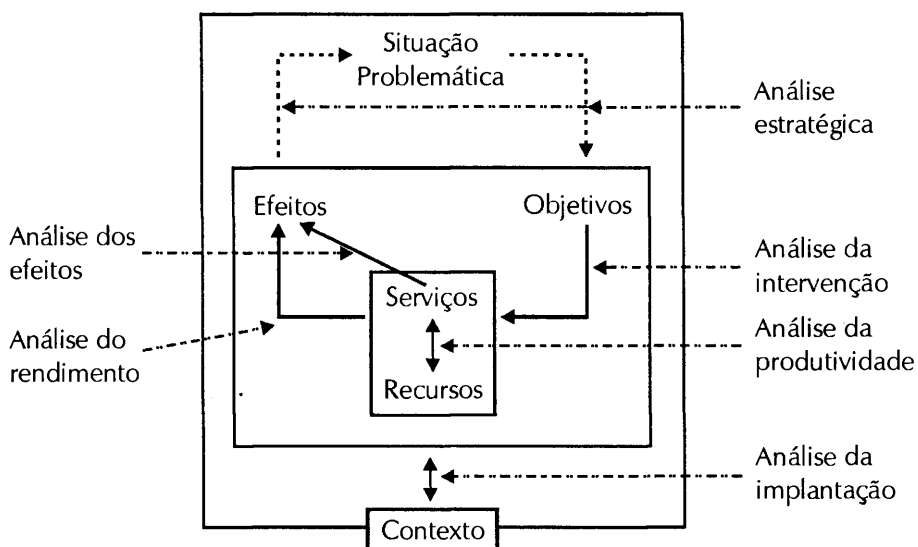 Situação
Problemática
Análise
estratégica
Efeitos
Objetivos
Análise dos
efeitos
Análise da
intervenção
Serviços
Análise do
rendimento
Análise da
produtividade
Recursos
Análise da
implantação
Contexto